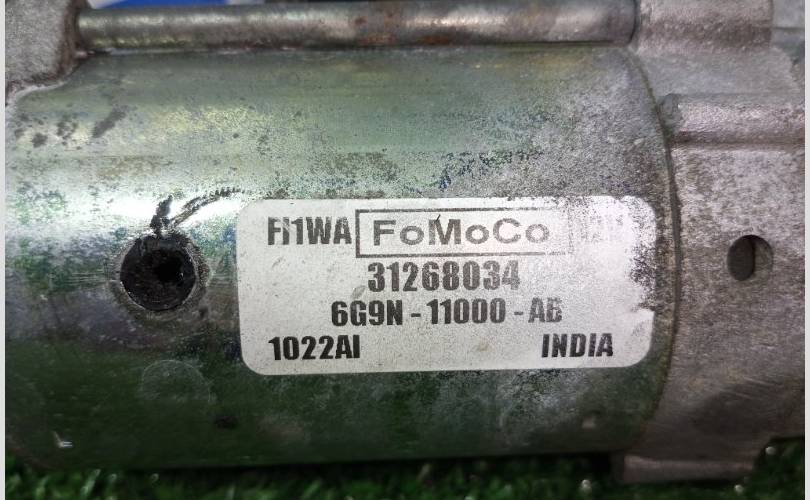 FI1WA FoMoCo
31268034
6G9N - 11000 - AB
1022AI INDIA